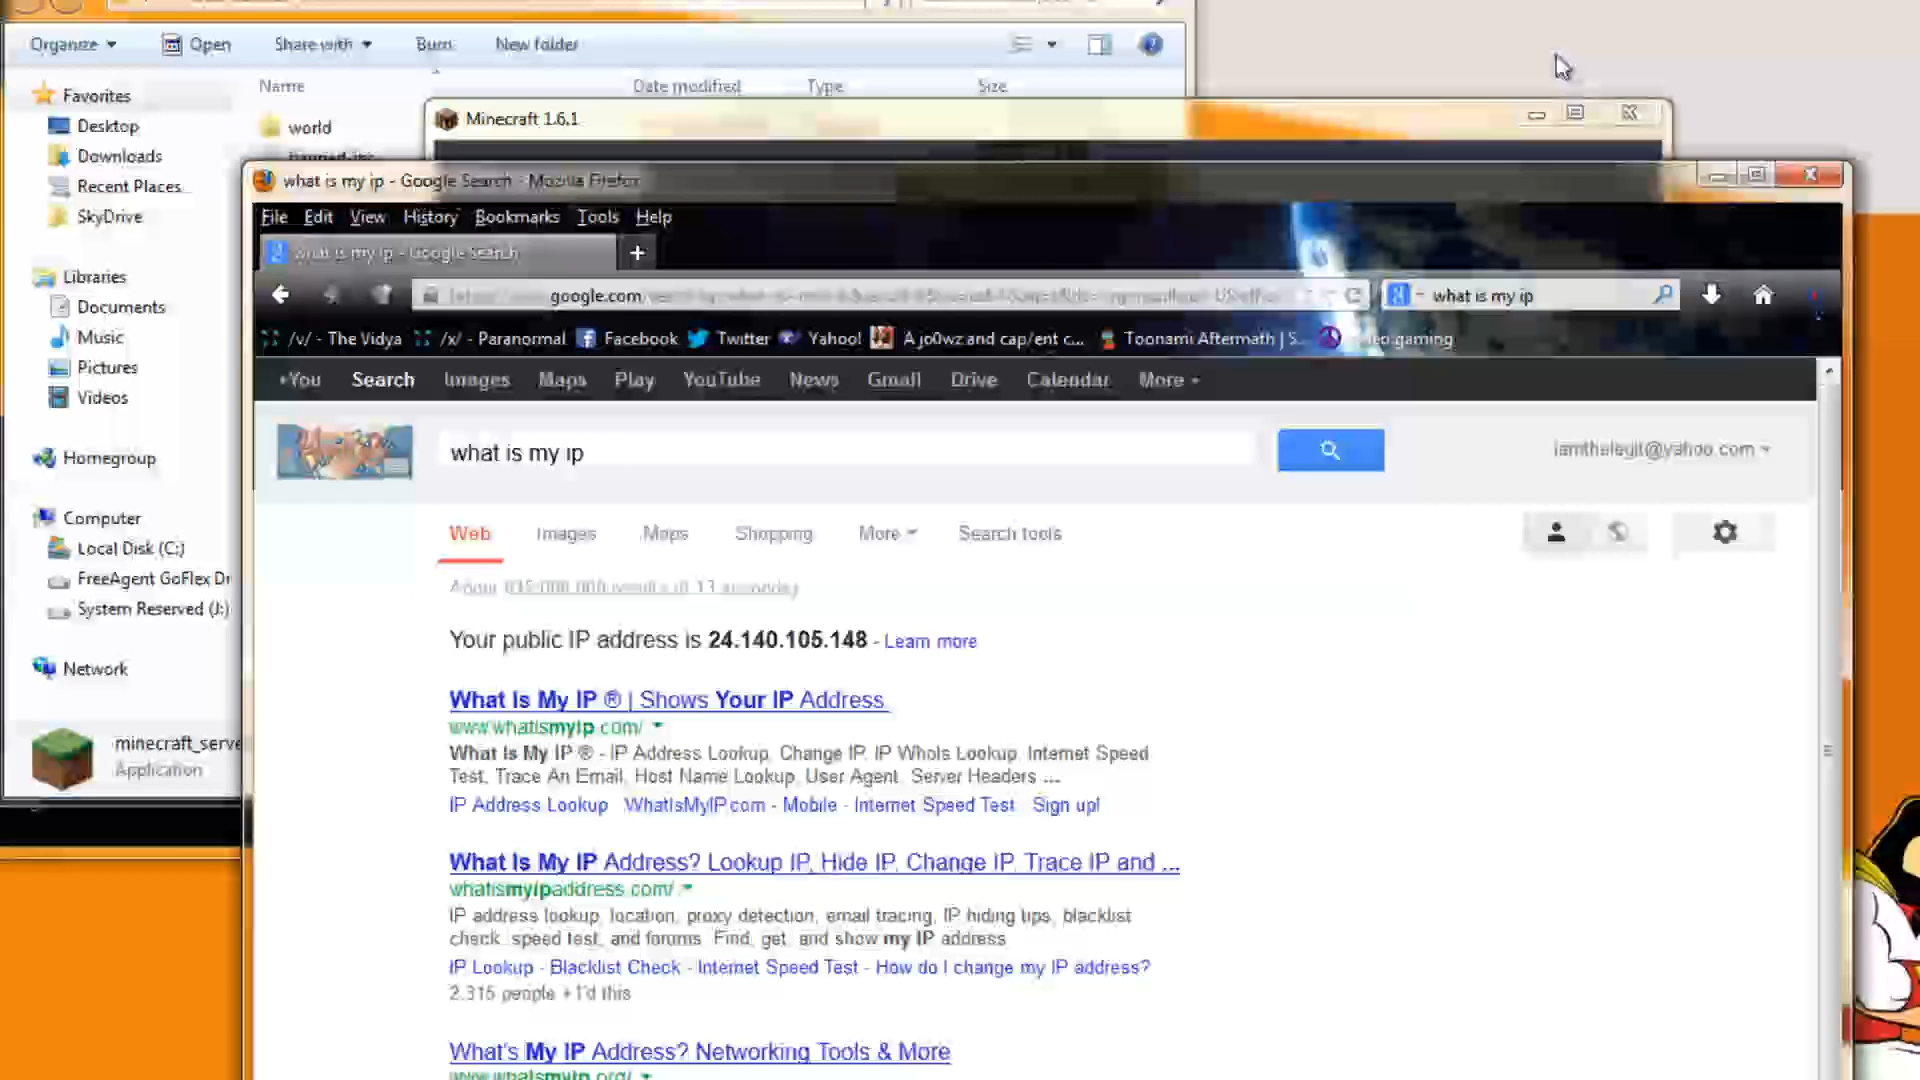 Organize Open Share with Burn New folder
Name Date modified Type Size
Favorites
Desktop
Downloads
Recent Places
SkyDrive
Libraries
Documents
Music
Pictures
Videos
Homegroup
Computer
Local Disk (C:)
FreeAgent GoFlex Dr
System Reserved (J:)
Network
minecraft_serve
Application
world
Minecraft 1.6.1
what is my ip - Google Search - Mozilla Firefox
File Edit View History Bookmarks Tools Help
what is my ip - Google Search
google.com
what is my ip
/v/ - The Vidya /x/ - Paranormal Facebook Twitter Yahoo! A jo0wz and cap/ent c... Toonami Aftermath | S... gaming
+You Search Images Maps Play YouTube News Gmail Drive Calendar More
what is my ip
iamthelegit@yahoo.com
Web Images Maps Shopping More Search tools
Your public IP address is 24.140.105.148 - Learn more
What Is My IP ® | Shows Your IP Address
www.whatismyip.com/
What Is My IP ® - IP Address Lookup, Change IP, IP WhoIs Lookup, Internet Speed
Test, Trace An Email, Host Name Lookup, User Agent, Server Headers ...
IP Address Lookup WhatIsMyIP.com - Mobile - Internet Speed Test Sign up!
What Is My IP Address? Lookup IP, Hide IP, Change IP, Trace IP and ...
whatismyipaddress.com/
IP address lookup, location, proxy detection, email tracing, IP hiding tips, blacklist
check, speed test, and forums. Find, get, and show my IP address
IP Lookup - Blacklist Check - Internet Speed Test - How do I change my IP address?
2,315 people +1'd this
What's My IP Address? Networking Tools & More
www.whatsmyip.org/